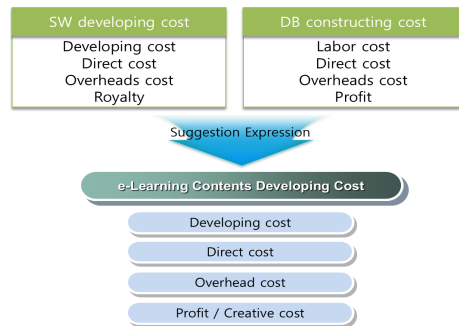 SW developing cost
Developing cost
Direct cost
Overheads cost
Royalty
DB constructing cost
Labor cost
Direct cost
Overheads cost
Profit
Suggestion Expression
e-Learning Contents Developing Cost
Developing cost
Direct cost
Overhead cost
Profit / Creative cost